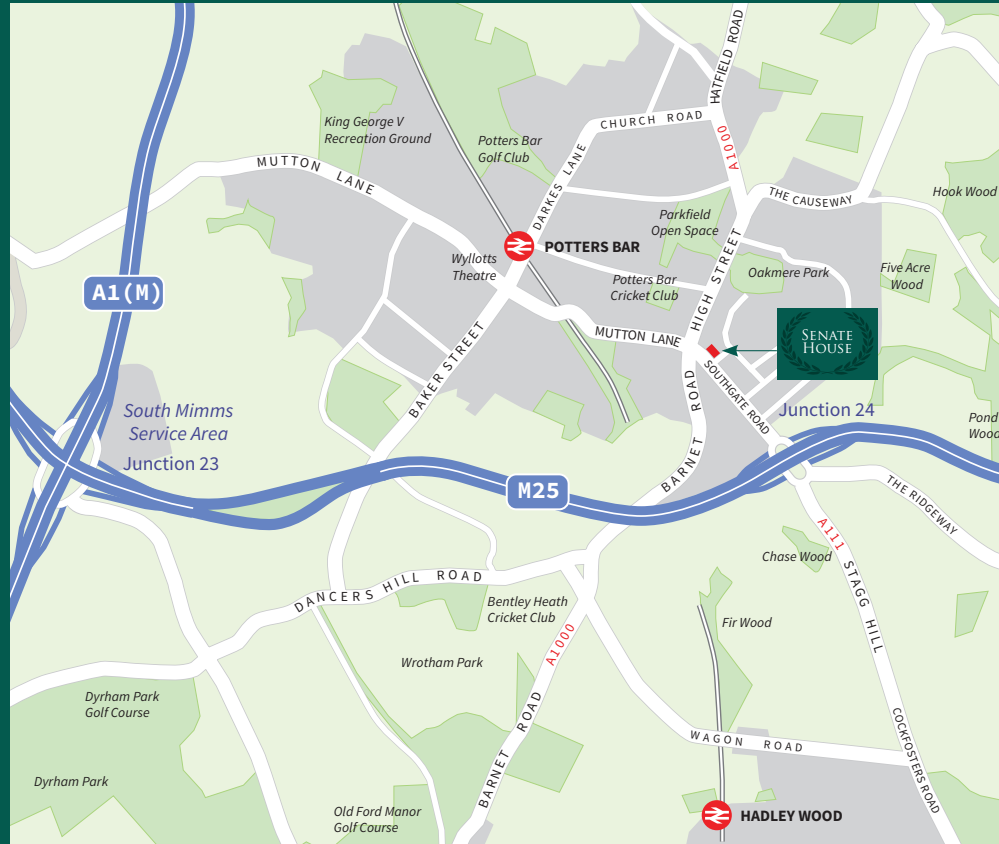 HATFIELD ROAD
King George V
Recreation Ground
CHURCH ROAD
A1000
Potters Bar
Golf Club
MUTTON LANE
DARKES LANE
THE CAUSEWAY
Hook Wood
Parkfield
Open Space
POTTERS BAR
Wyllotts
Theatre
HIGH STREET
Oakmere Park
Five Acre
Wood
Potters Bar
Cricket Club
A1(M)
MUTTON LANE
SENATE
HOUSE
BAKER STREET
SOUTHGATE ROAD
South Mimms
Service Area
Junction 23
Junction 24
Pond
Wood
BARNET ROAD
M25
THE RIDGEWAY
A111
STAGG HILL
Chase Wood
DANCERS HILL ROAD
Bentley Heath
Cricket Club
Fir Wood
A1000
Wrotham Park
Dyrham Park
Golf Course
BARNET ROAD
WAGON ROAD
COCKFOSTERS ROAD
Dyrham Park
Old Ford Manor
Golf Course
HADLEY WOOD